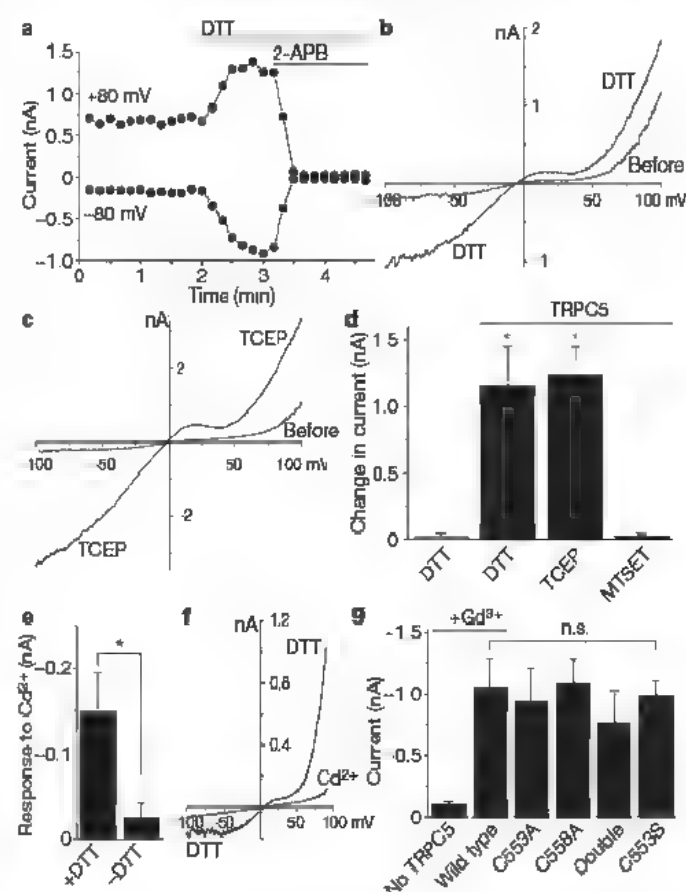 a
DTT
2-APB
1.5
1.0
0.5
0
-0.5
-1.0
+80 mV
−80 mV
Current (nA)
0 1 2 3 4
Time (min)
b
nA
2
1
DTT
Before
-100 -50 50 100 mV
DTT
-1
c
nA
TCEP
2
Before
-100 -50 50 100 mV
-2
TCEP
d
TRPC5
Change in current (nA)
1.5
1.0
0.5
0
* *
DTT DTT TCEP MTSET
e
Response to Cd²⁺ (nA)
-0.2
-0.1
0
*
+DTT −DTT
f
nA
1.2
DTT
0.8
0.4
Cd²⁺
-100 -50 50 100 mV
DTT
g
+Gd³⁺
n.s.
Current (nA)
-1.5
-1.0
-0.5
0
No TRPC5 Wild type C553A C558A Double C553S